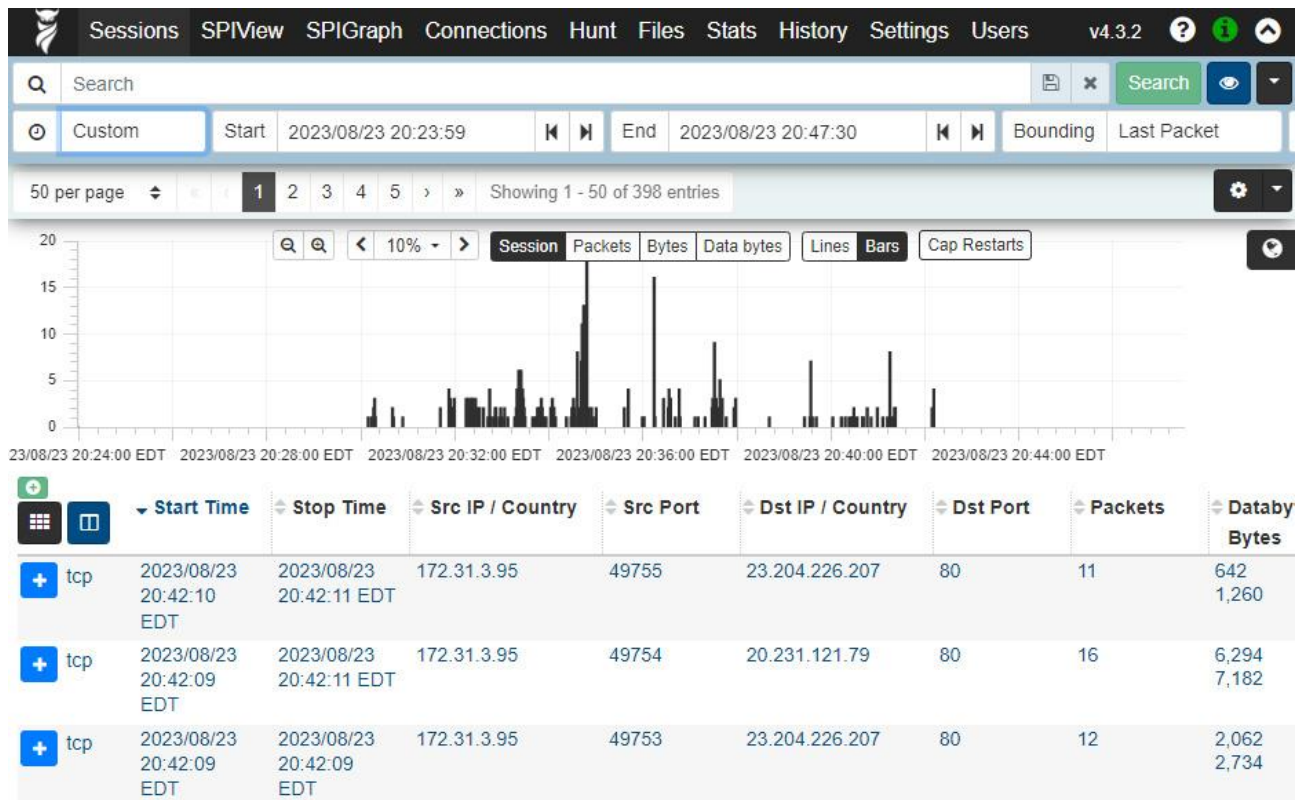 Sessions SPIView SPIGraph Connections Hunt Files Stats History Settings Users v4.3.2 ? i
Search Search
Custom Start 2023/08/23 20:23:59 End 2023/08/23 20:47:30 Bounding Last Packet
50 per page « ‹ 1 2 3 4 5 › » Showing 1 - 50 of 398 entries
20 10% Session Packets Bytes Data bytes Lines Bars Cap Restarts
15
10
5
0
23/08/23 20:24:00 EDT 2023/08/23 20:28:00 EDT 2023/08/23 20:32:00 EDT 2023/08/23 20:36:00 EDT 2023/08/23 20:40:00 EDT 2023/08/23 20:44:00 EDT
Start Time Stop Time Src IP / Country Src Port Dst IP / Country Dst Port Packets Databy
Bytes
tcp 2023/08/23 2023/08/23 172.31.3.95 49755 23.204.226.207 80 11 642
20:42:10 20:42:11 EDT 1,260
EDT
tcp 2023/08/23 2023/08/23 172.31.3.95 49754 20.231.121.79 80 16 6,294
20:42:09 20:42:11 EDT 7,182
EDT
tcp 2023/08/23 2023/08/23 172.31.3.95 49753 23.204.226.207 80 12 2,062
20:42:09 20:42:09 2,734
EDT EDT